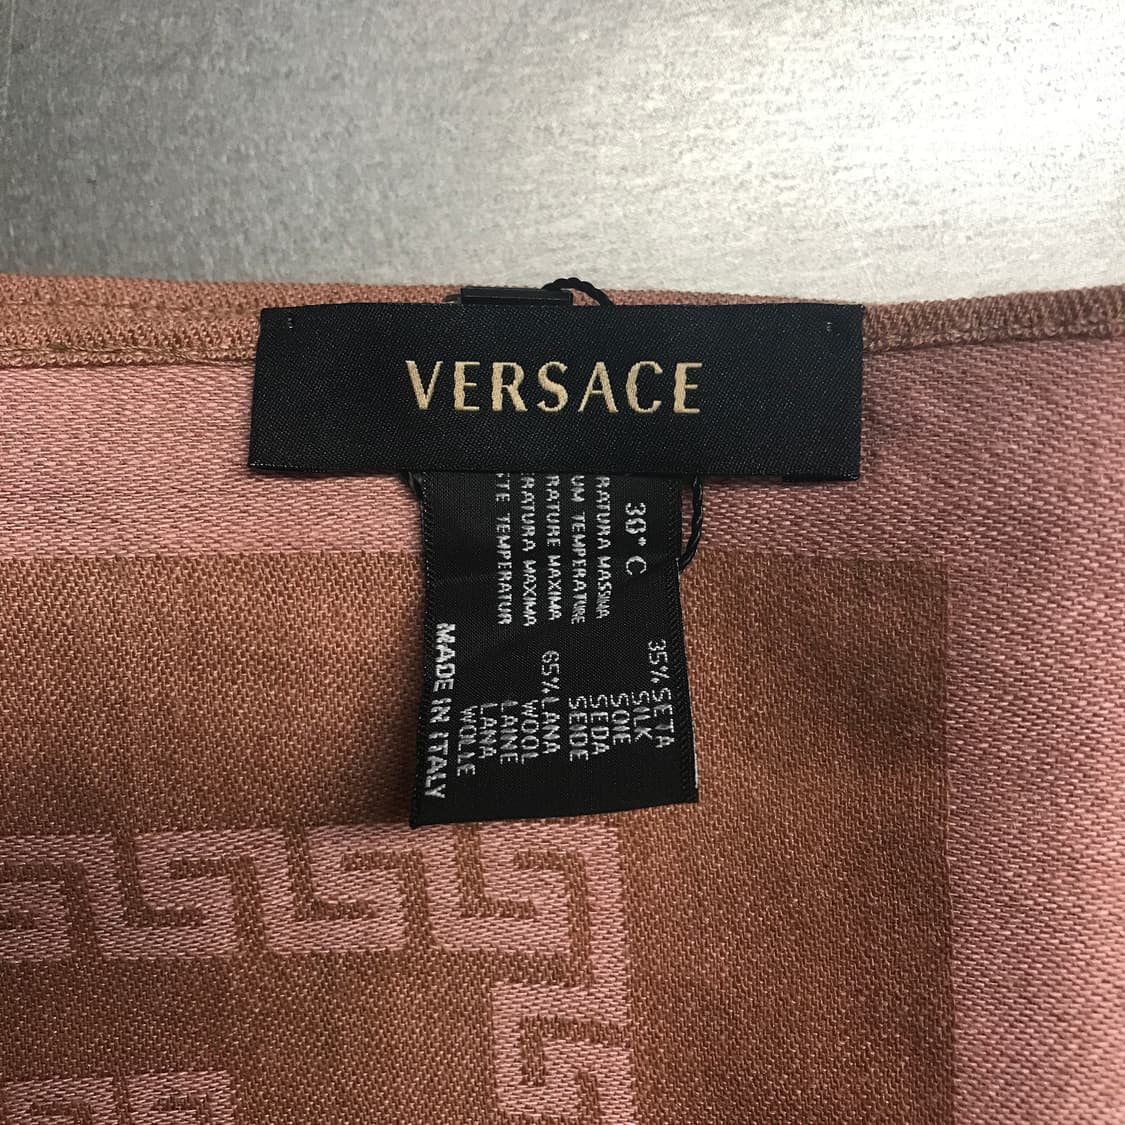 VERSACE
30° C
RATURA MASSIMA
UM TEMPERATURE
RATURE MAXIMA
RATURA MAXIMA
TE TEMPERATUR
35% SETA
SILK
SOIE
SEDA
SEIDE
65% LANA
WOOL
LAINE
LANA
WOLLE
MADE IN ITALY